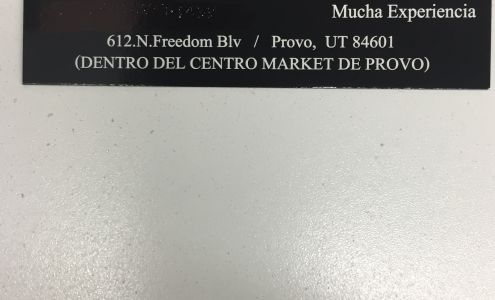 Mucha Experiencia
612.N.Freedom Blv / Provo, UT 84601
(DENTRO DEL CENTRO MARKET DE PROVO)